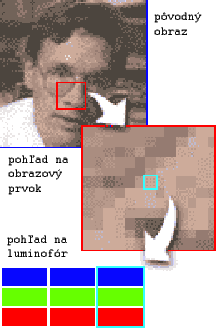 pôvodný
obraz
pohľad na
obrazový
prvok
pohľad na
luminofór